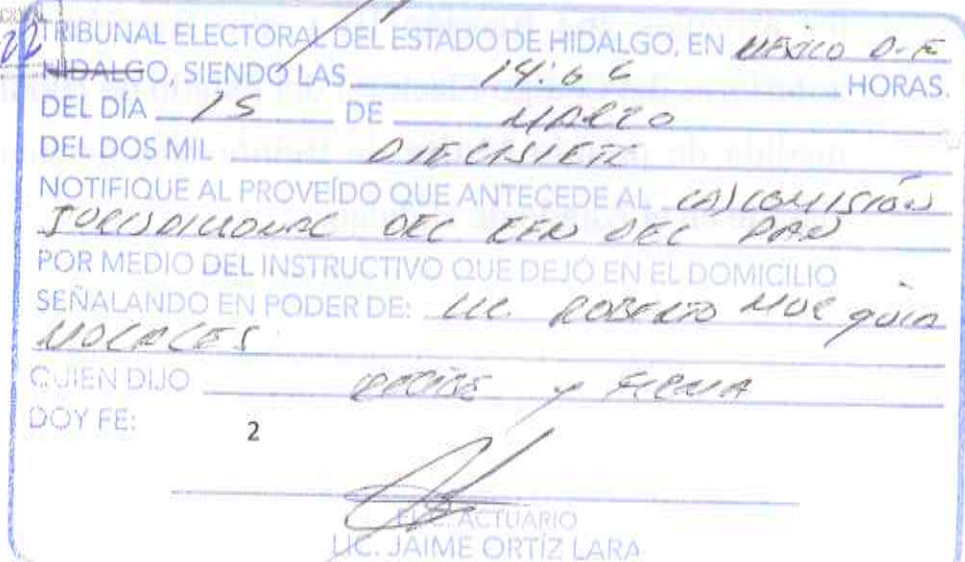 22
TRIBUNAL ELECTORAL DEL ESTADO DE HIDALGO, EN MEXICO D.F
HIDALGO, SIENDO LAS 14:66 HORAS.
DEL DÍA 15 DE MARZO
DEL DOS MIL DIECISIETE
NOTIFIQUE AL PROVEÍDO QUE ANTECEDE AL (A) COMISIÓN
JURISDICCIONAL DEL CEN DEL PAN
POR MEDIO DEL INSTRUCTIVO QUE DEJÓ EN EL DOMICILIO
SEÑALANDO EN PODER DE: LIC. ROBERTO MURGUIA
MORALES
QUIEN DIJO RECIBE Y FIRMA
DOY FE:
2
EL C. ACTUARIO
LIC. JAIME ORTÍZ LARA